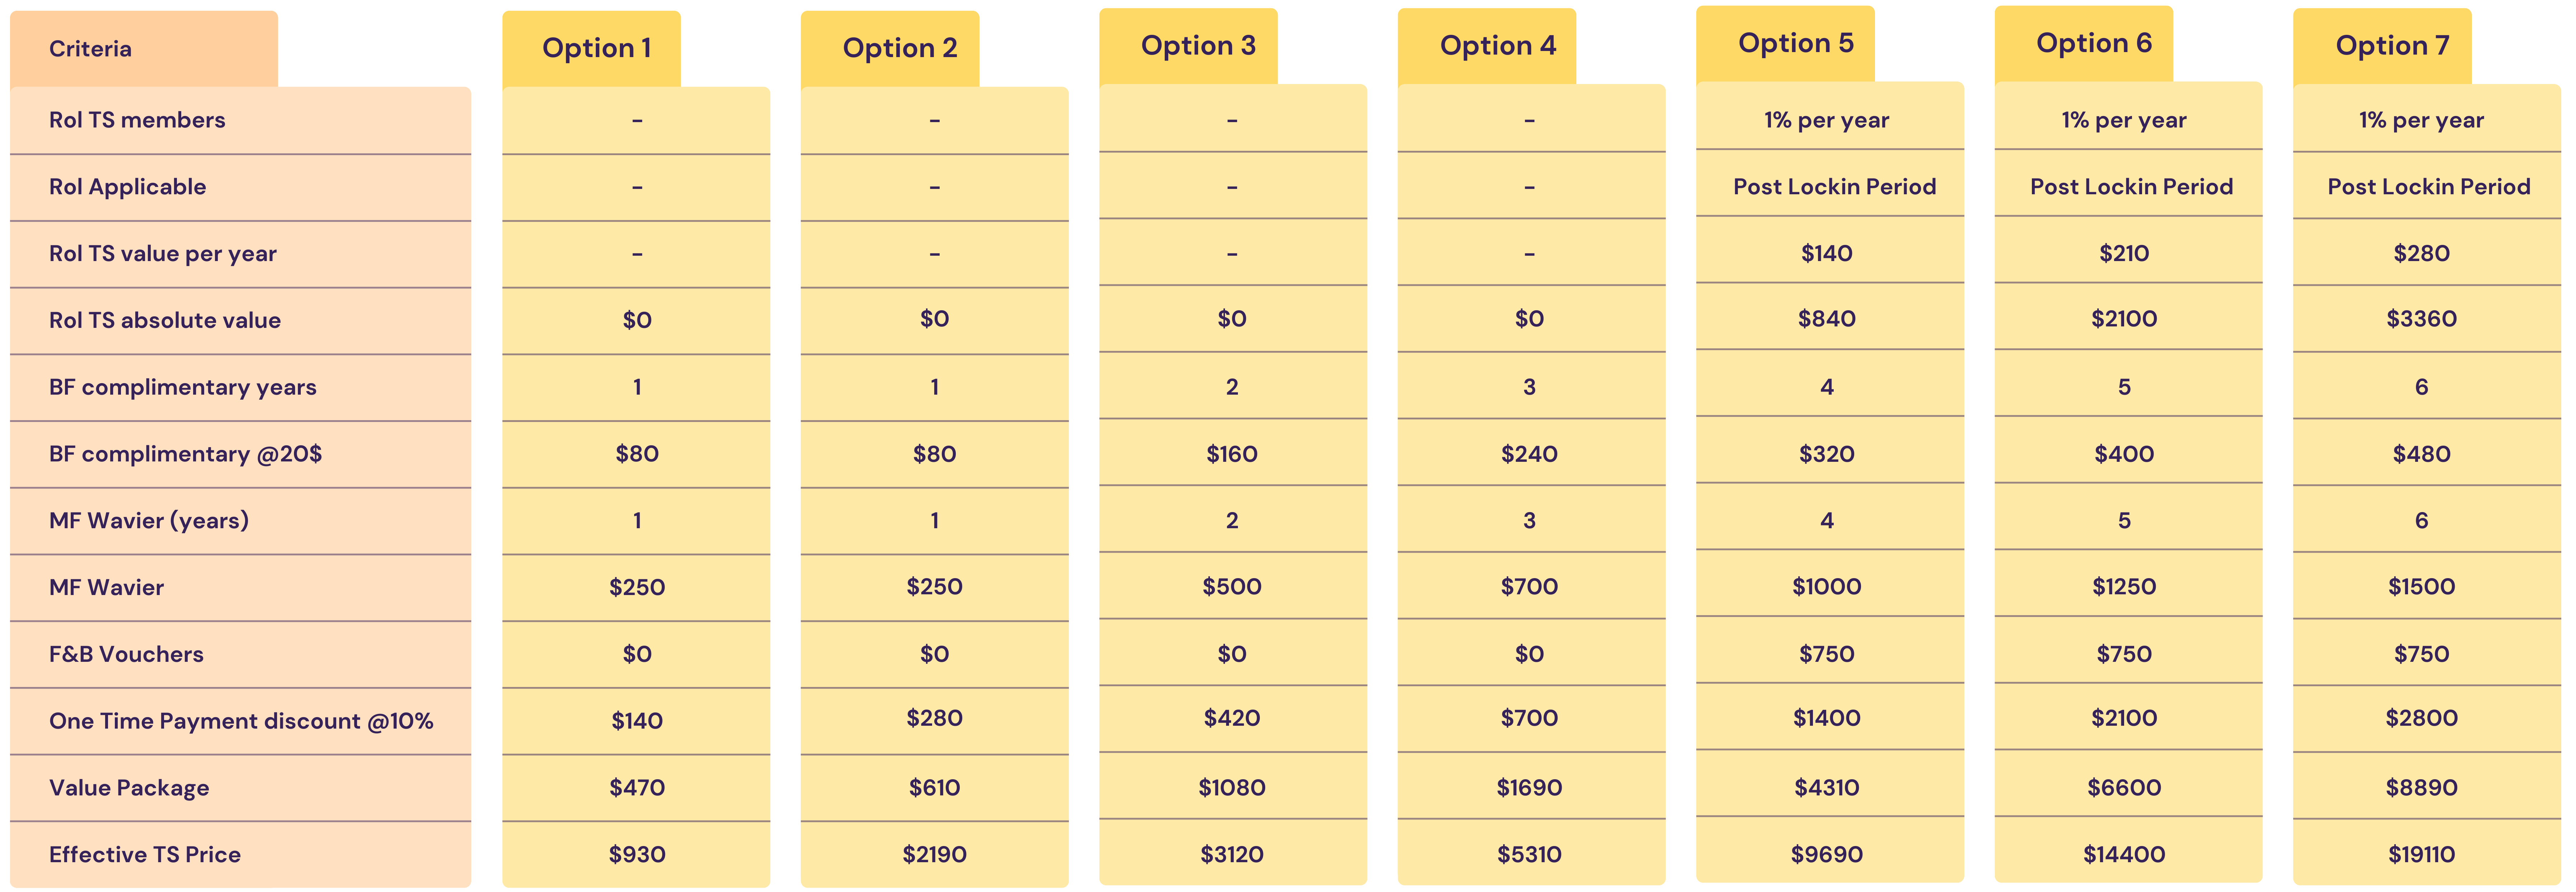 Criteria Option 1 Option 2 Option 3 Option 4 Option 5 Option 6 Option 7
RoI TS members - - - - 1% per year 1% per year 1% per year
RoI Applicable - - - - Post Lockin Period Post Lockin Period Post Lockin Period
RoI TS value per year - - - - $140 $210 $280
RoI TS absolute value $0 $0 $0 $0 $840 $2100 $3360
BF complimentary years 1 1 2 3 4 5 6
BF complimentary @20$ $80 $80 $160 $240 $320 $400 $480
MF Wavier (years) 1 1 2 3 4 5 6
MF Wavier $250 $250 $500 $700 $1000 $1250 $1500
F&B Vouchers $0 $0 $0 $0 $750 $750 $750
One Time Payment discount @10% $140 $280 $420 $700 $1400 $2100 $2800
Value Package $470 $610 $1080 $1690 $4310 $6600 $8890
Effective TS Price $930 $2190 $3120 $5310 $9690 $14400 $19110